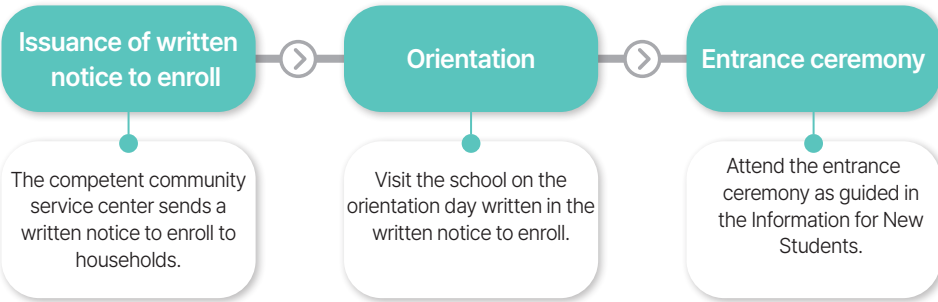 Issuance of written
notice to enroll
Orientation
Entrance ceremony
The competent community
service center sends a
written notice to enroll to
households.
Visit the school on the
orientation day written in the
written notice to enroll.
Attend the entrance
ceremony as guided in
the Information for New
Students.